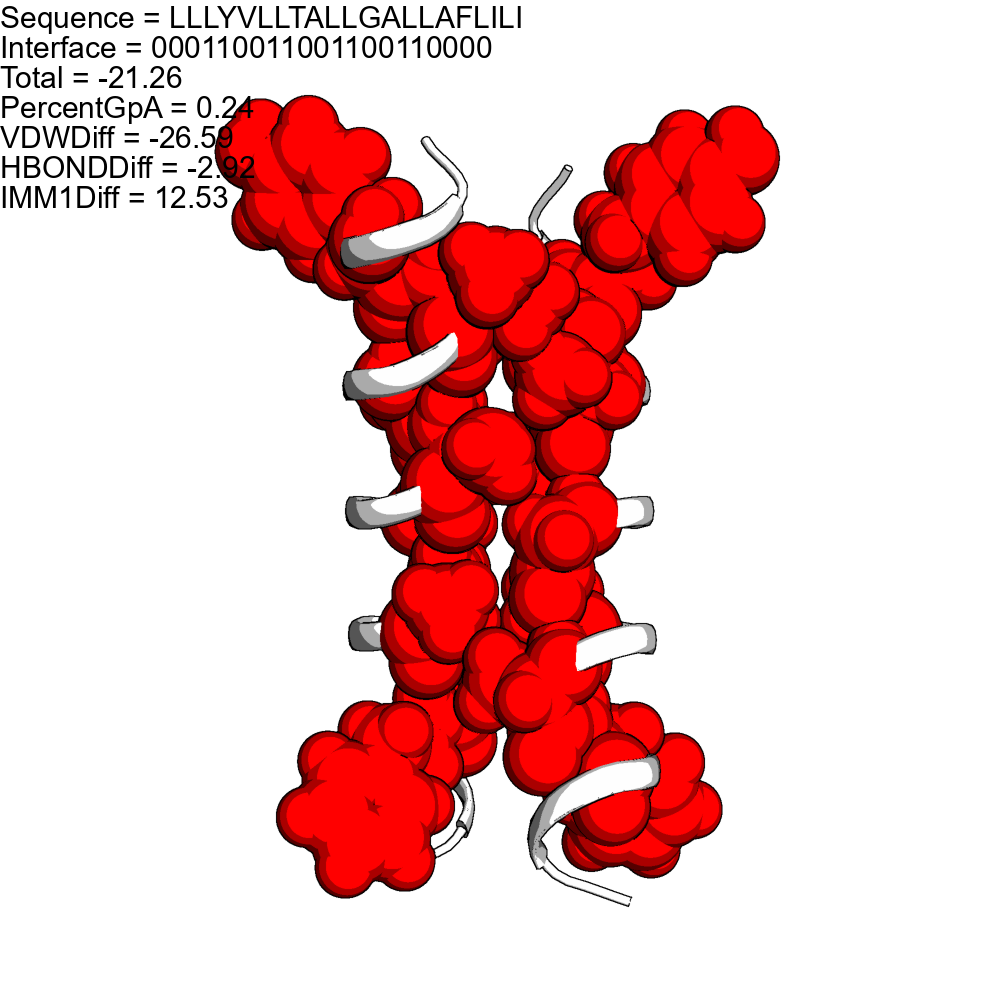 Sequence = LLLYVLLTALLGALLAFLILI
Interface = 000110011001100110000
Total = -21.26
PercentGpA = 0.24
VDWDiff = -26.59
HBONDDiff = -2.92
IMM1Diff = 12.53